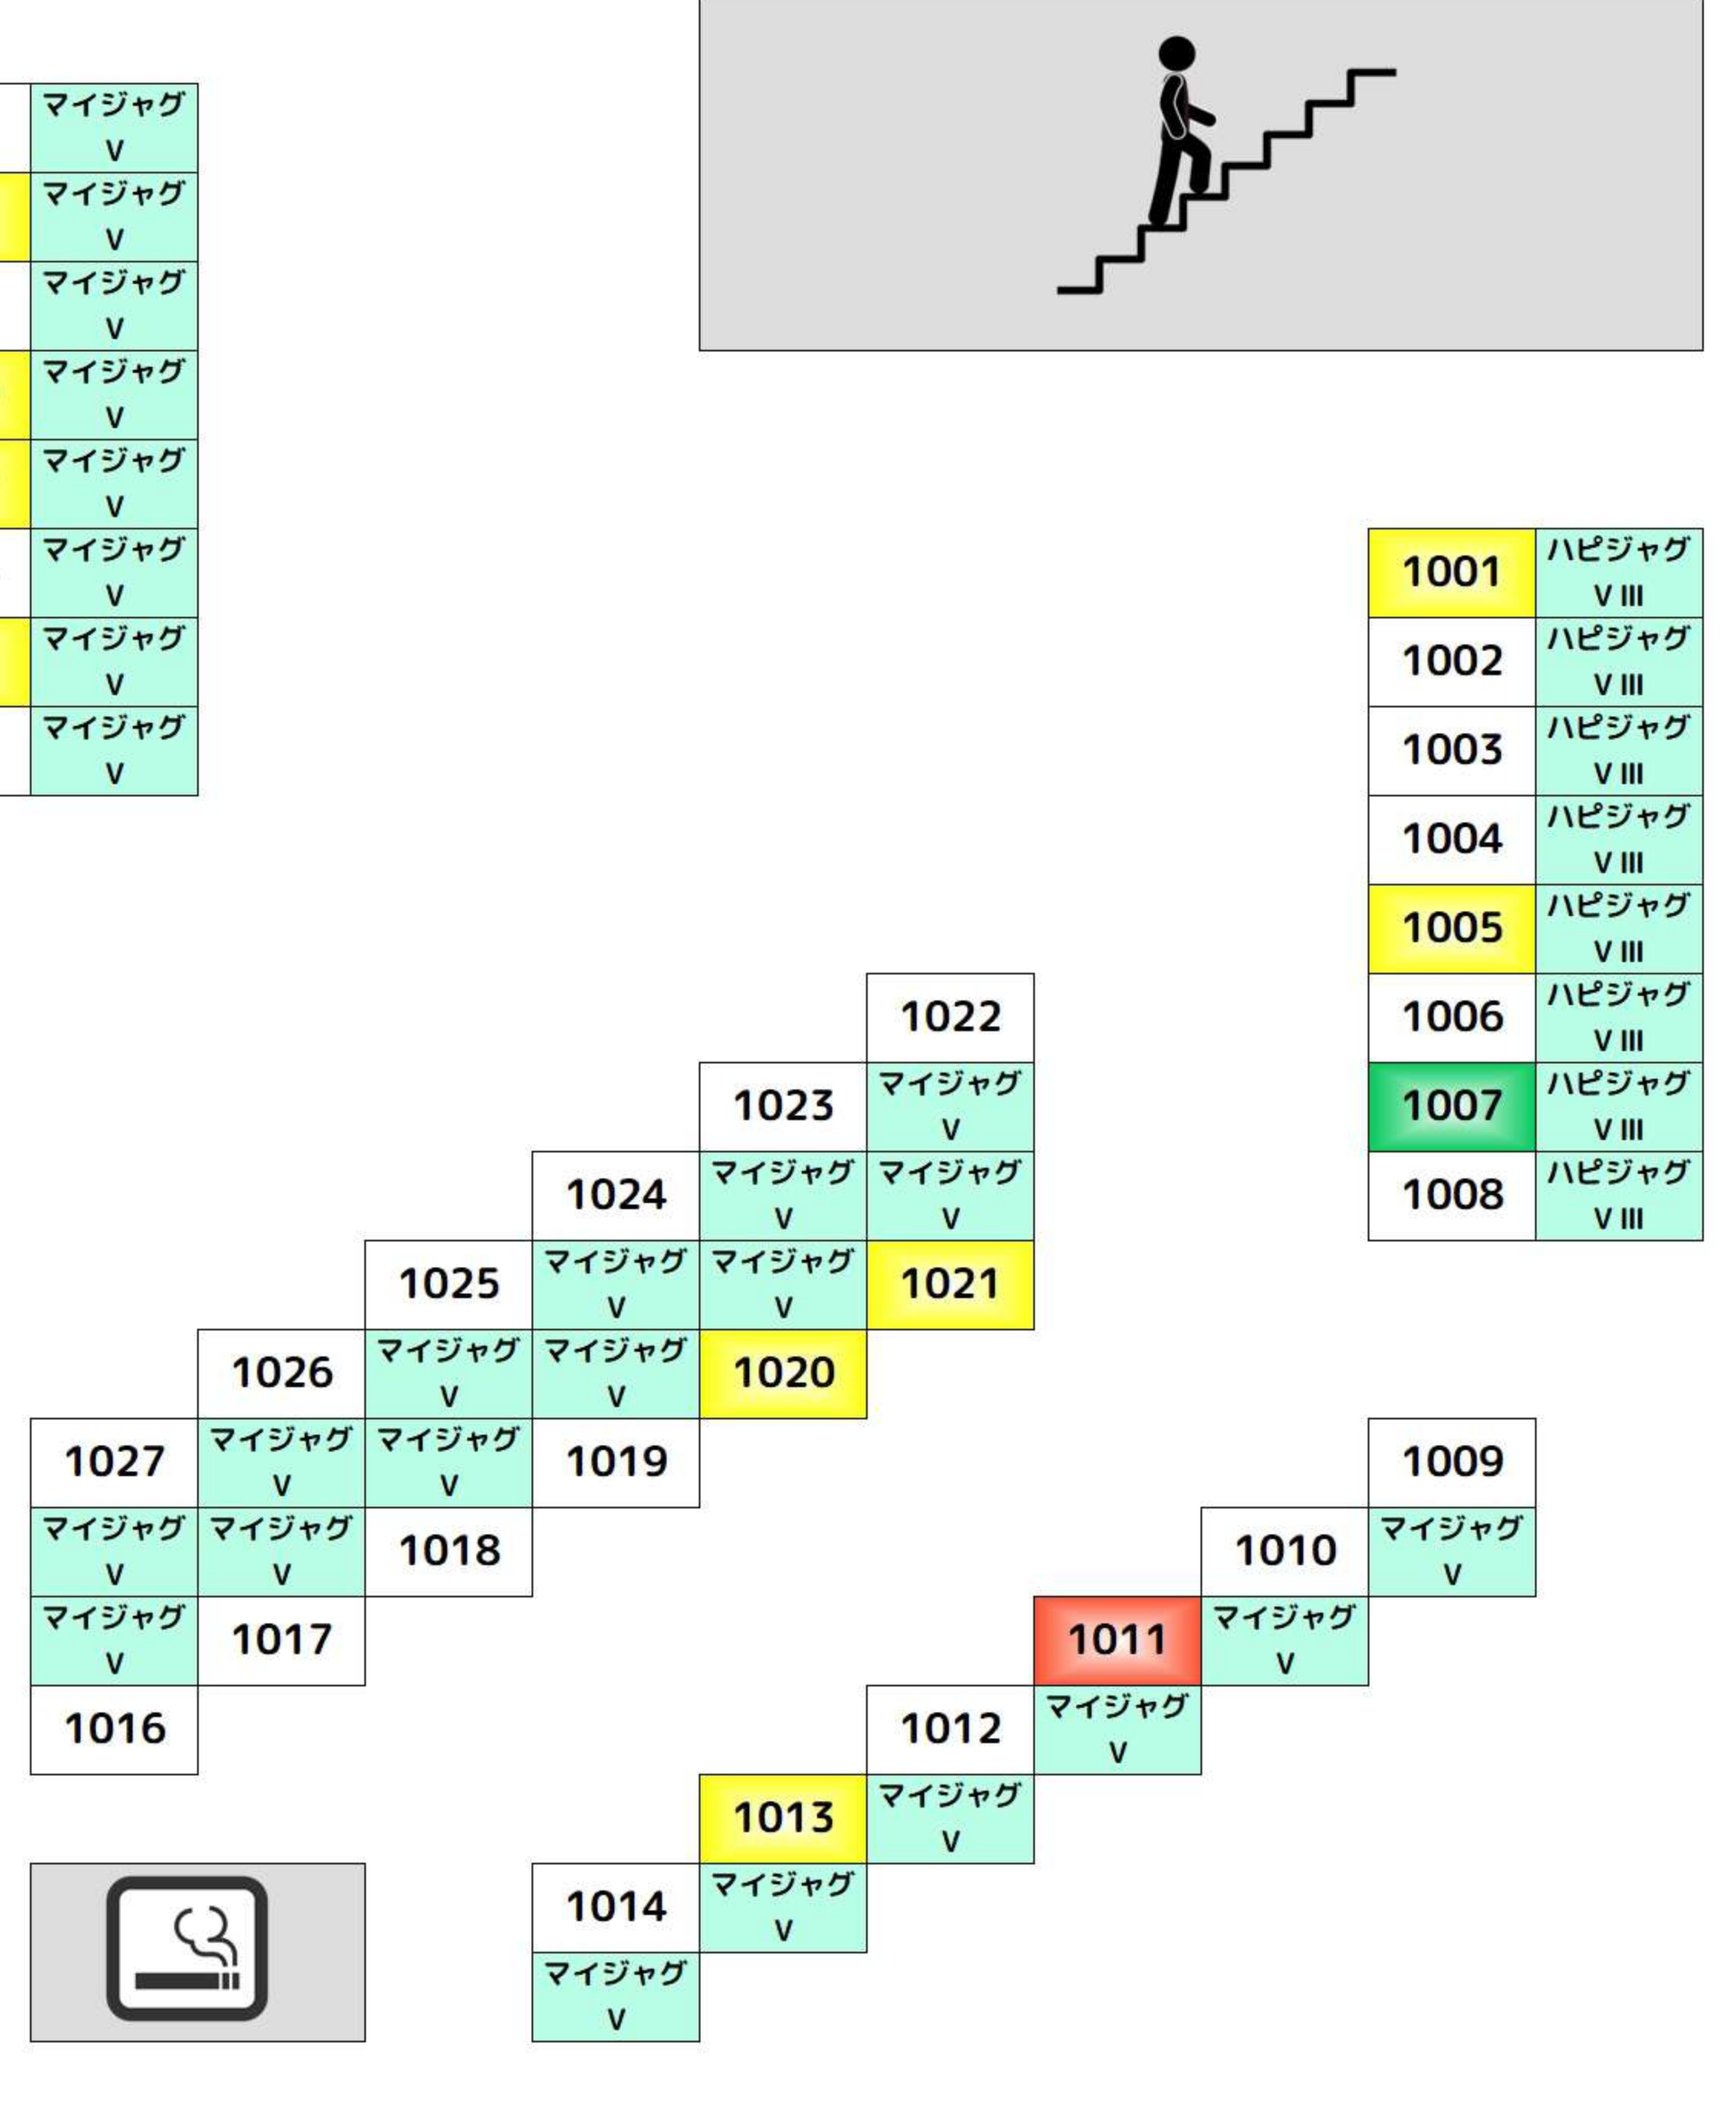 マイジャグ
V
マイジャグ
V
マイジャグ
V
マイジャグ
V
マイジャグ
V
マイジャグ
V
マイジャグ
V
マイジャグ
V
1001 ハピジャグ
V III
1002 ハピジャグ
V III
1003 ハピジャグ
V III
1004 ハピジャグ
V III
1005 ハピジャグ
V III
1006 ハピジャグ
V III
1007 ハピジャグ
V III
1008 ハピジャグ
V III
1022
1023 マイジャグ
V
1024 マイジャグ マイジャグ
V V
1025 マイジャグ マイジャグ 1021
V V
1026 マイジャグ マイジャグ 1020
V V
1027 マイジャグ マイジャグ 1019
V V
マイジャグ マイジャグ 1018
V V
マイジャグ 1017
V
1016
1009
1010 マイジャグ
V
1011 マイジャグ
V
1012 マイジャグ
V
1013 マイジャグ
V
1014 マイジャグ
V
マイジャグ
V